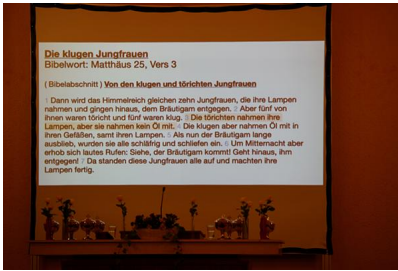 Die klugen Jungfrauen
Bibelwort: Matthäus 25, Vers 3
( Bibelabschnitt ) Von den klugen und törichten Jungfrauen
1 Dann wird das Himmelreich gleichen zehn Jungfrauen, die ihre Lampen
nahmen und gingen hinaus, dem Bräutigam entgegen. 2 Aber fünf von
ihnen waren töricht und fünf waren klug. 3 Die törichten nahmen ihre
Lampen, aber sie nahmen kein Öl mit. 4 Die klugen aber nahmen Öl mit in
ihren Gefäßen, samt ihren Lampen. 5 Als nun der Bräutigam lange
ausblieb, wurden sie alle schläfrig und schliefen ein. 6 Um Mitternacht aber
erhob sich lautes Rufen: Siehe, der Bräutigam kommt! Geht hinaus, ihm
entgegen! 7 Da standen diese Jungfrauen alle auf und machten ihre
Lampen fertig.